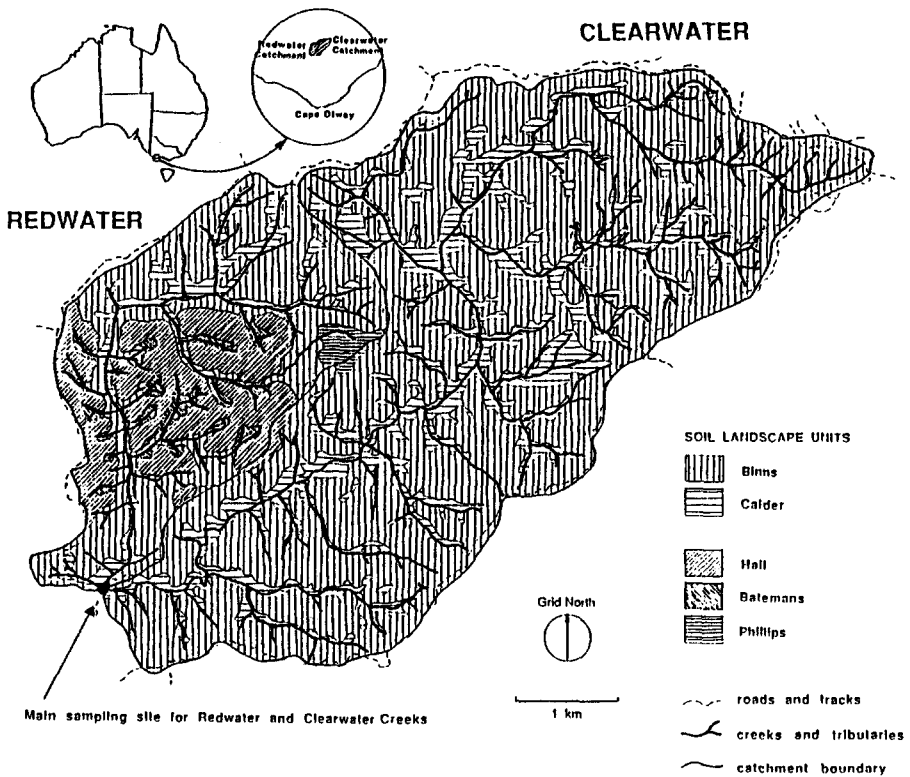 CLEARWATER
Redwater Catchment
Clearwater Catchment
Cape Otway
REDWATER
SOIL LANDSCAPE UNITS
Binns
Calder
Hall
Batemans
Phillips
Grid North
1 km
Main sampling site for Redwater and Clearwater Creeks
roads and tracks
creeks and tributaries
catchment boundary